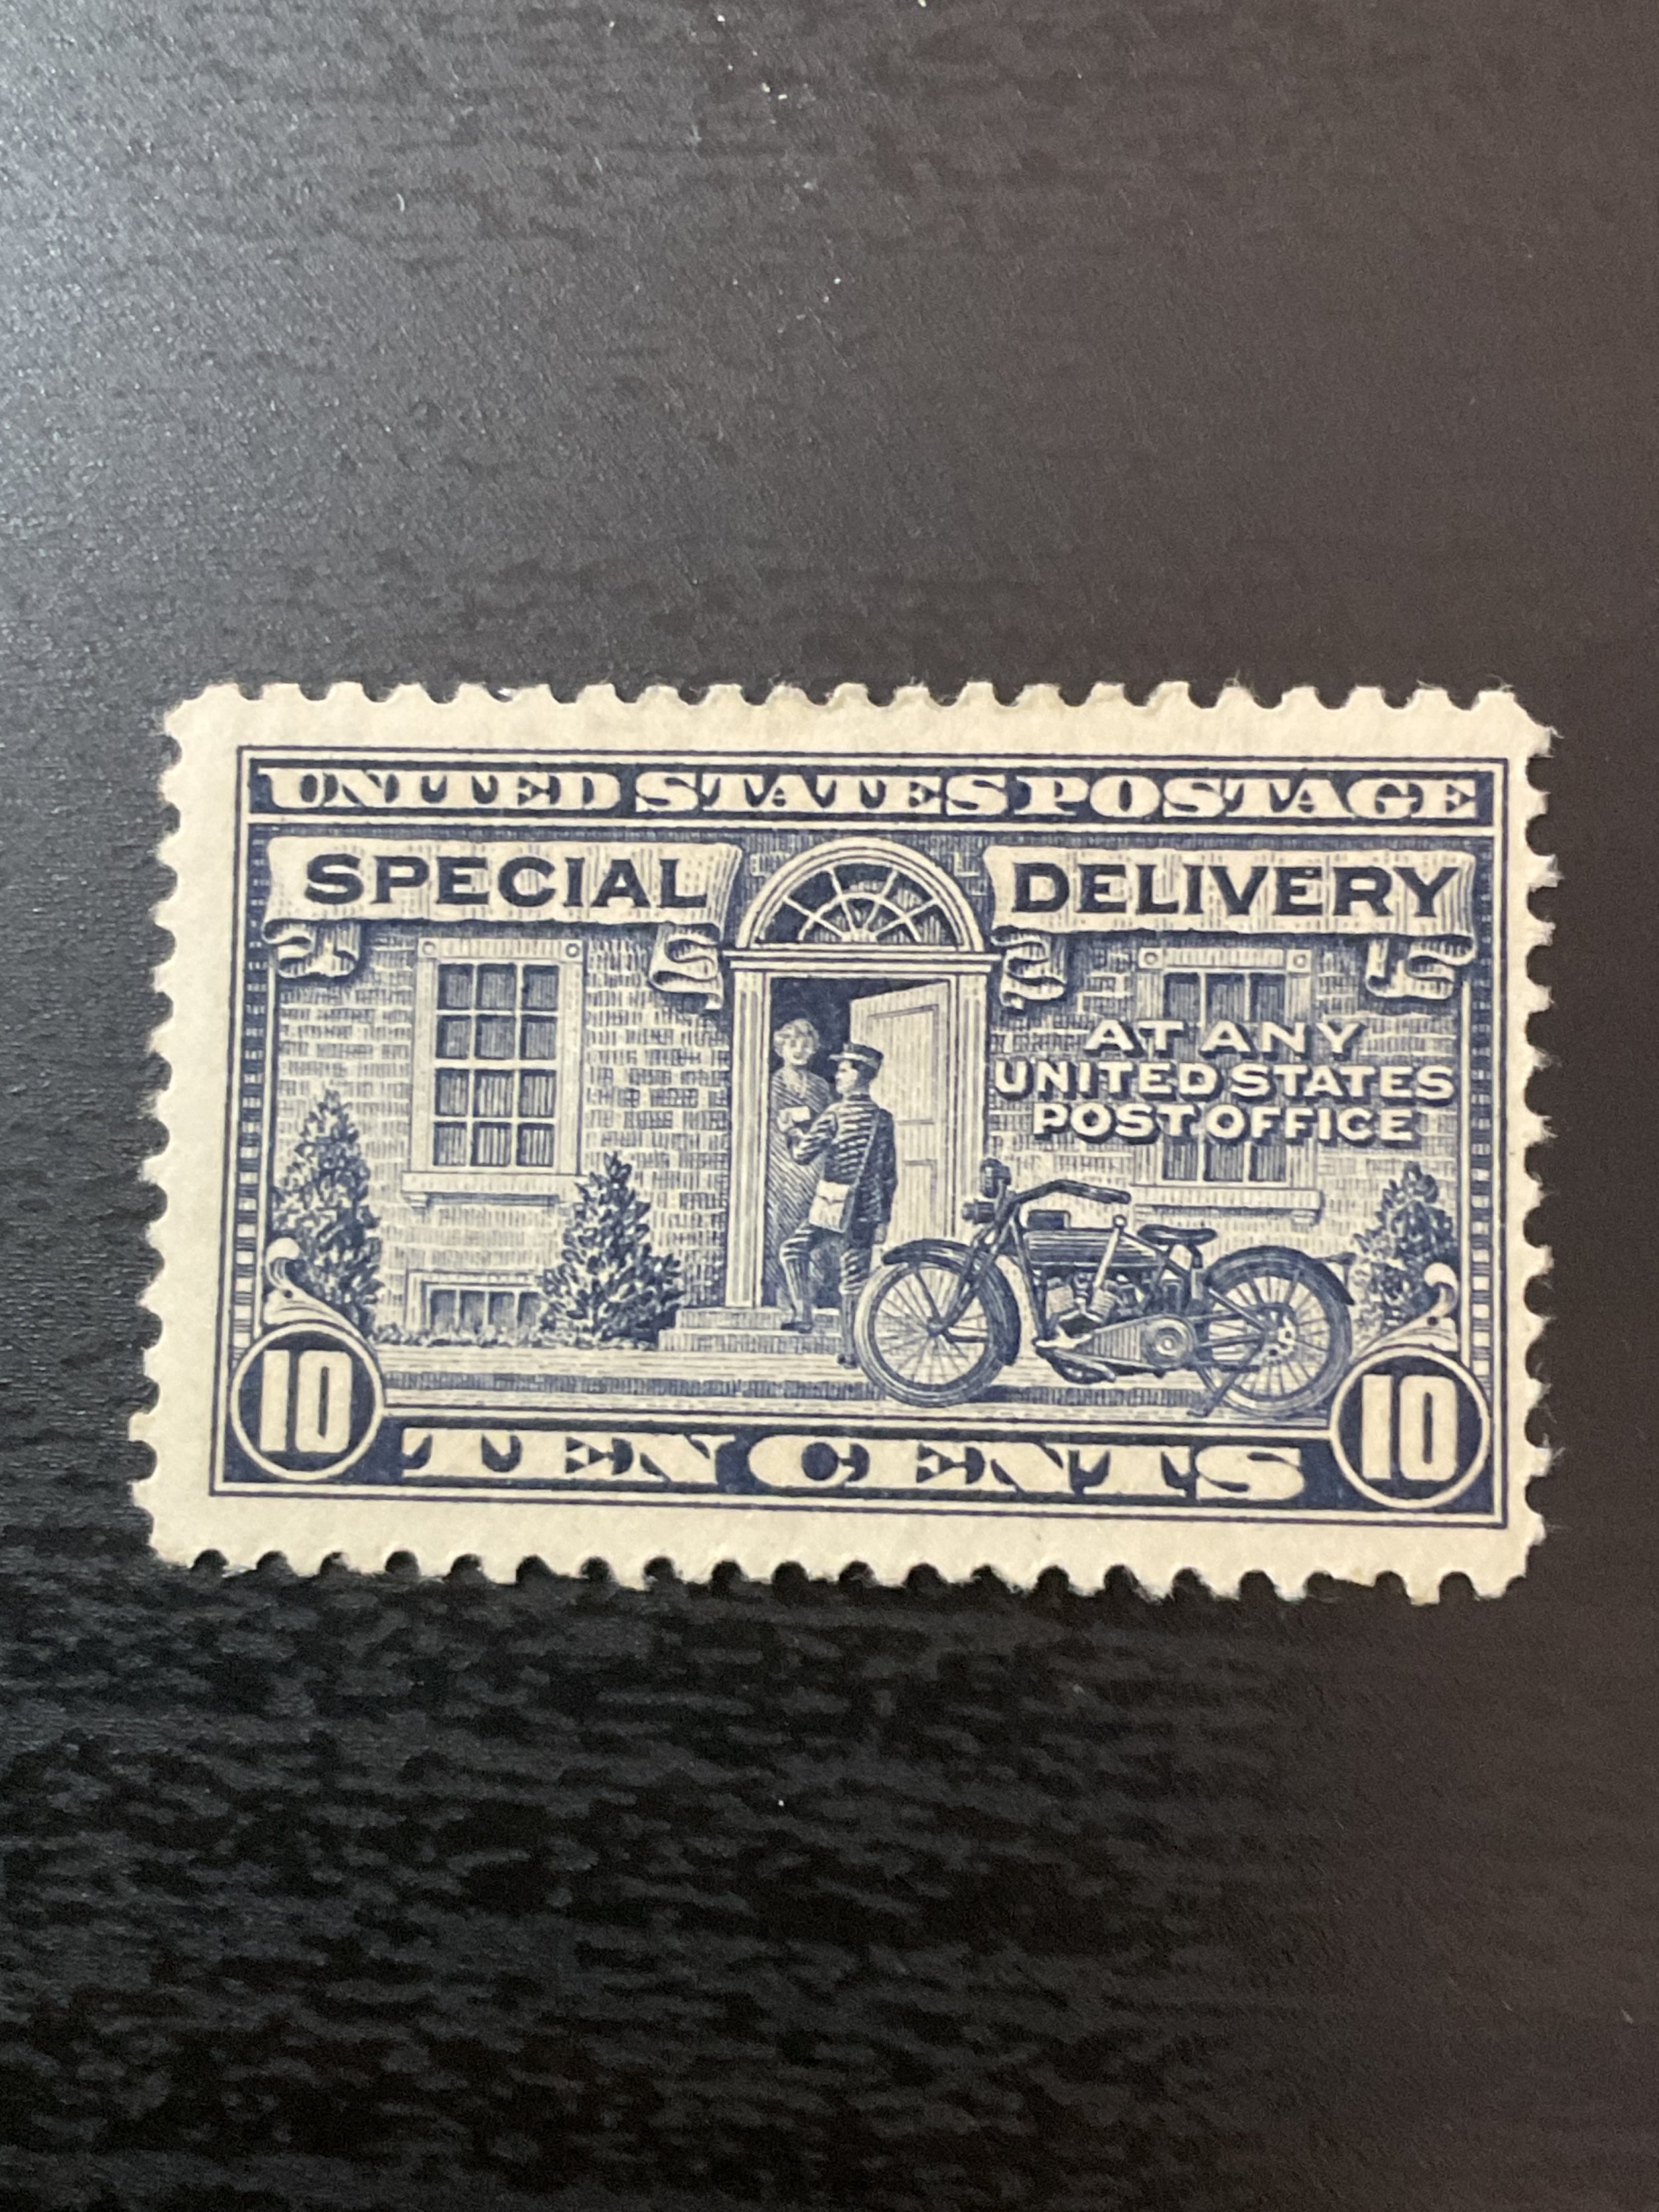 UNITED STATES POSTAGE
SPECIAL DELIVERY
AT ANY
UNITED STATES
POST OFFICE
10 TEN CENTS 10